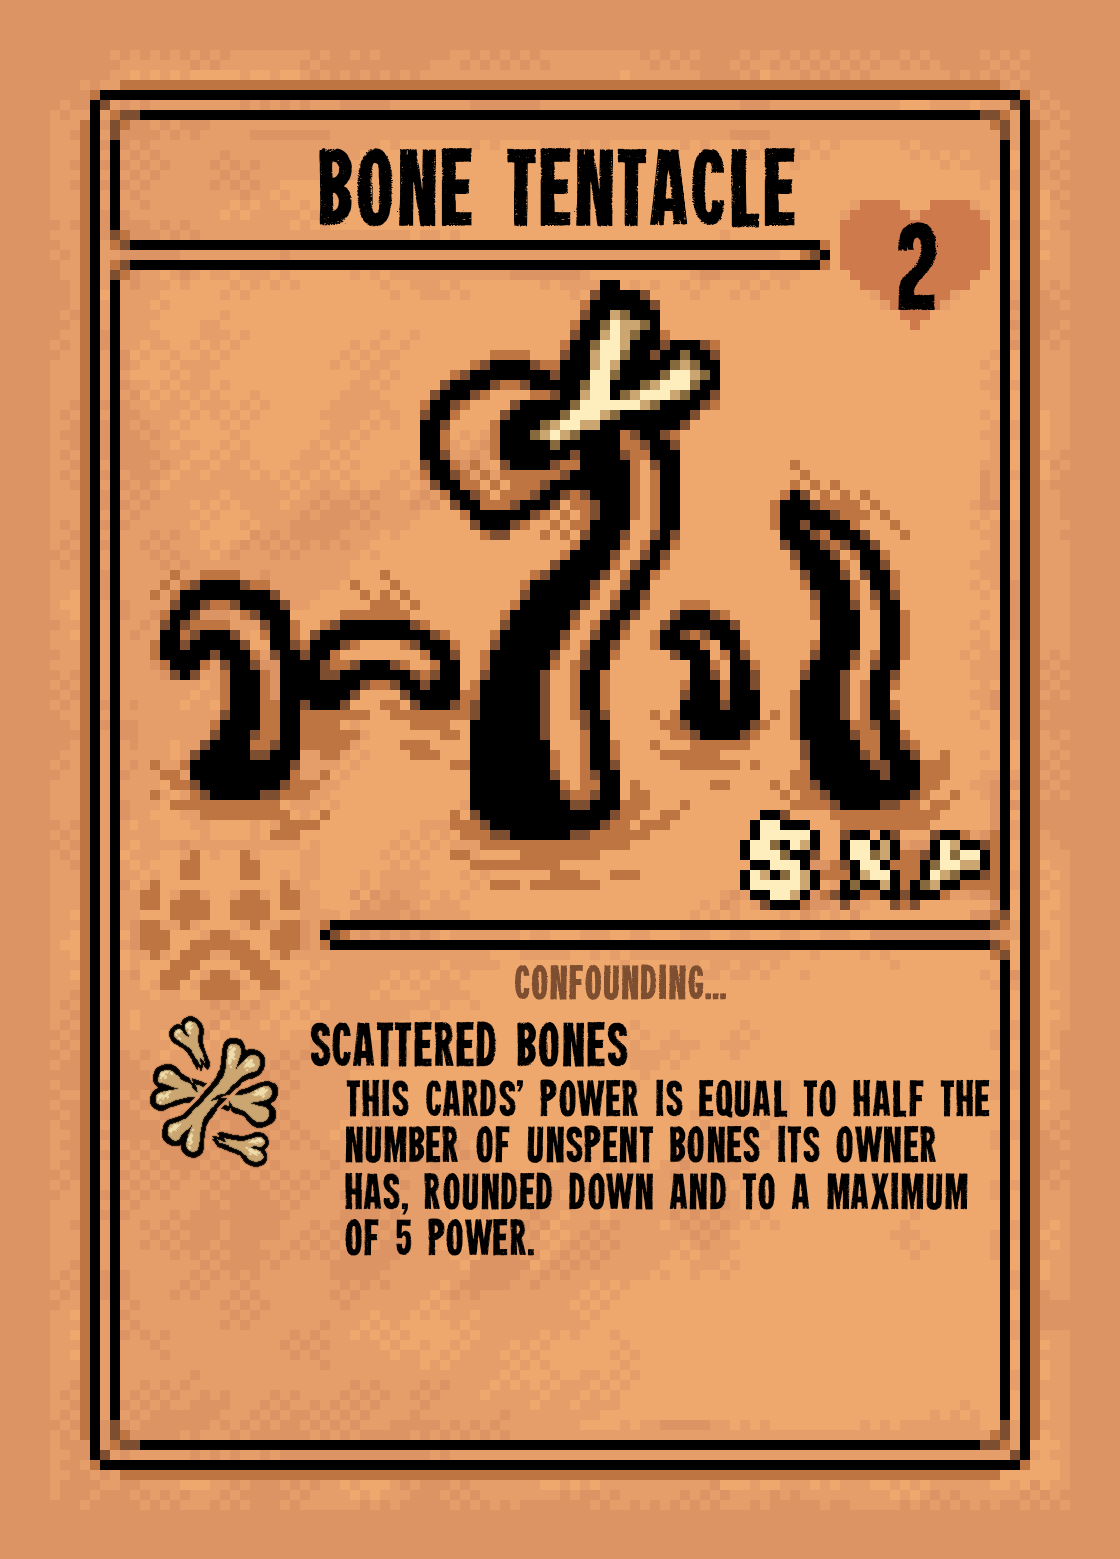 BONE TENTACLE
2
5 X
CONFOUNDING...
SCATTERED BONES
THIS CARDS' POWER IS EQUAL TO HALF THE
NUMBER OF UNSPENT BONES ITS OWNER
HAS, ROUNDED DOWN AND TO A MAXIMUM
OF 5 POWER.